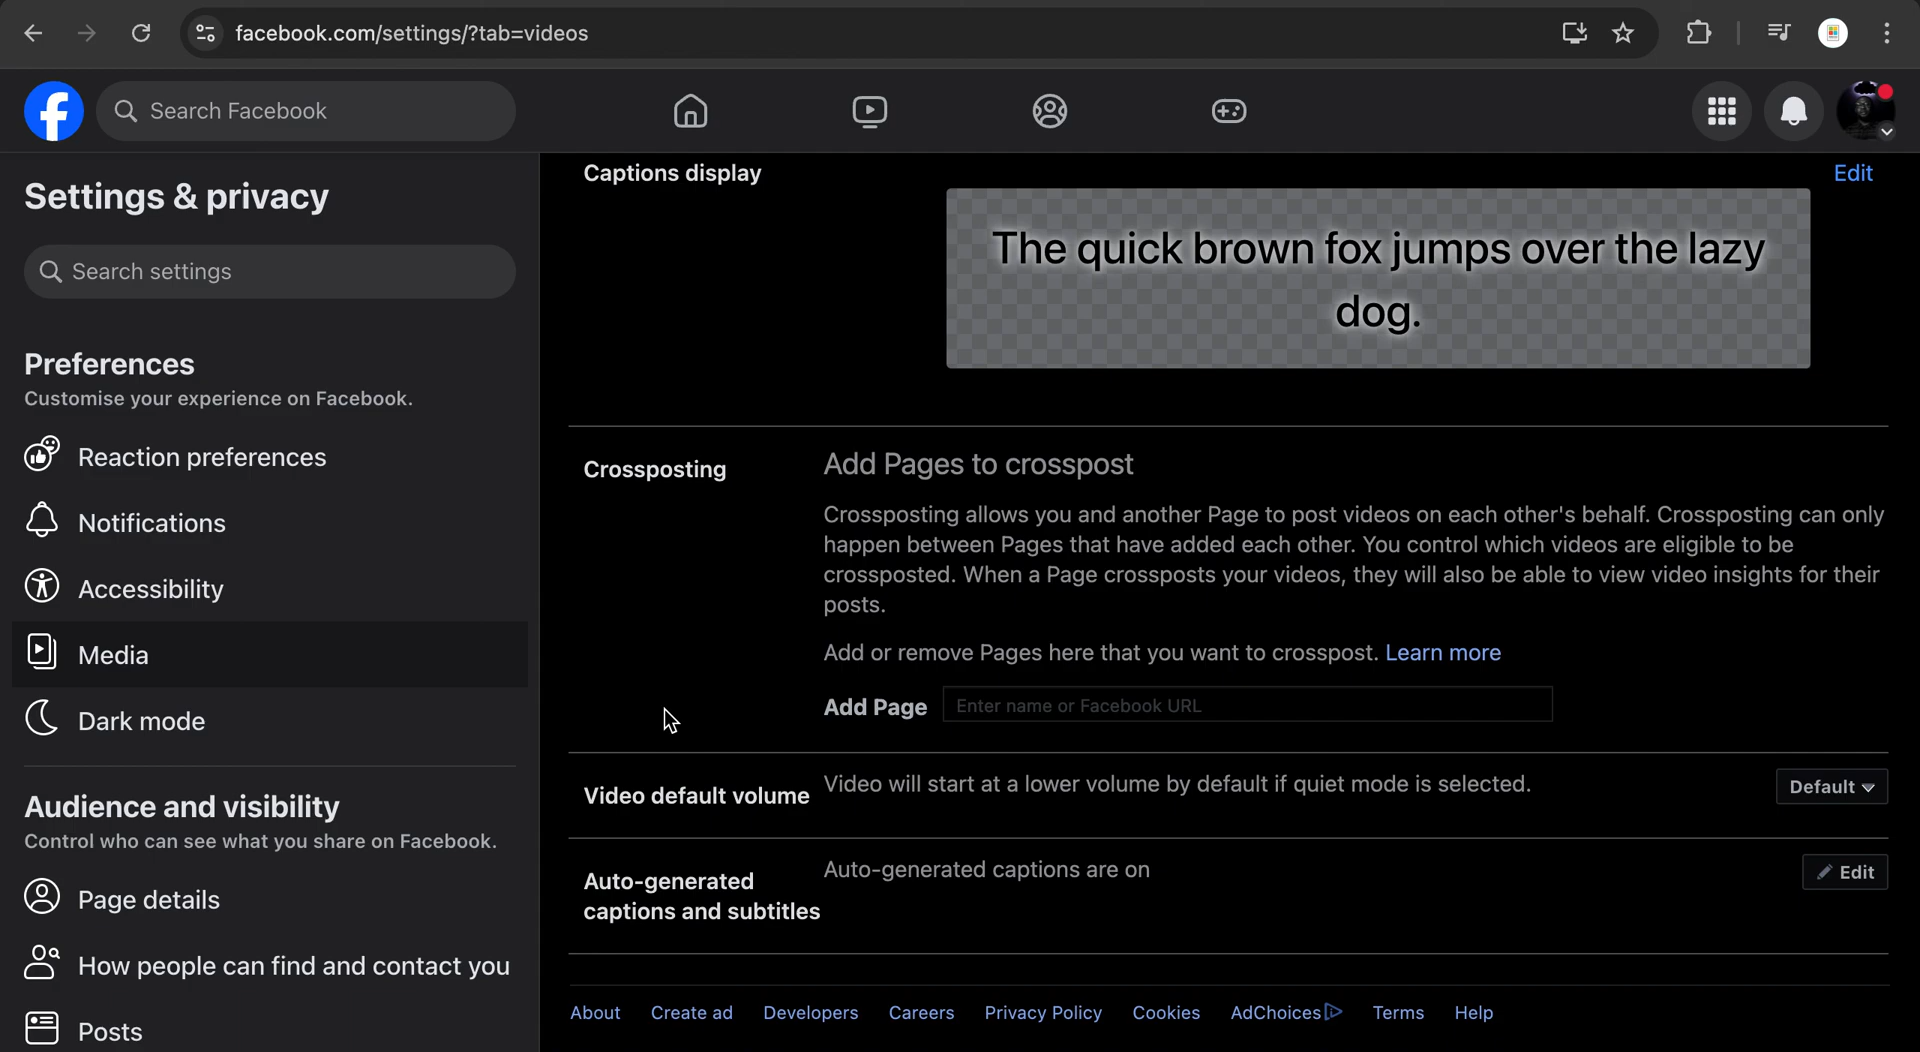 facebook.com/settings/?tab=videos
Search Facebook
Settings & privacy
Search settings
Preferences
Customise your experience on Facebook.
Reaction preferences
Notifications
Accessibility
Media
Dark mode
Audience and visibility
Control who can see what you share on Facebook.
Page details
How people can find and contact you
Posts
Captions display
Edit
The quick brown fox jumps over the lazy
dog.
Crossposting
Add Pages to crosspost
Crossposting allows you and another Page to post videos on each other's behalf. Crossposting can only
happen between Pages that have added each other. You control which videos are eligible to be
crossposted. When a Page crossposts your videos, they will also be able to view video insights for their
posts.
Add or remove Pages here that you want to crosspost. Learn more
Add Page
Enter name or Facebook URL
Video default volume
Video will start at a lower volume by default if quiet mode is selected.
Default
Auto-generated
captions and subtitles
Auto-generated captions are on
Edit
About
Create ad
Developers
Careers
Privacy Policy
Cookies
AdChoices
Terms
Help